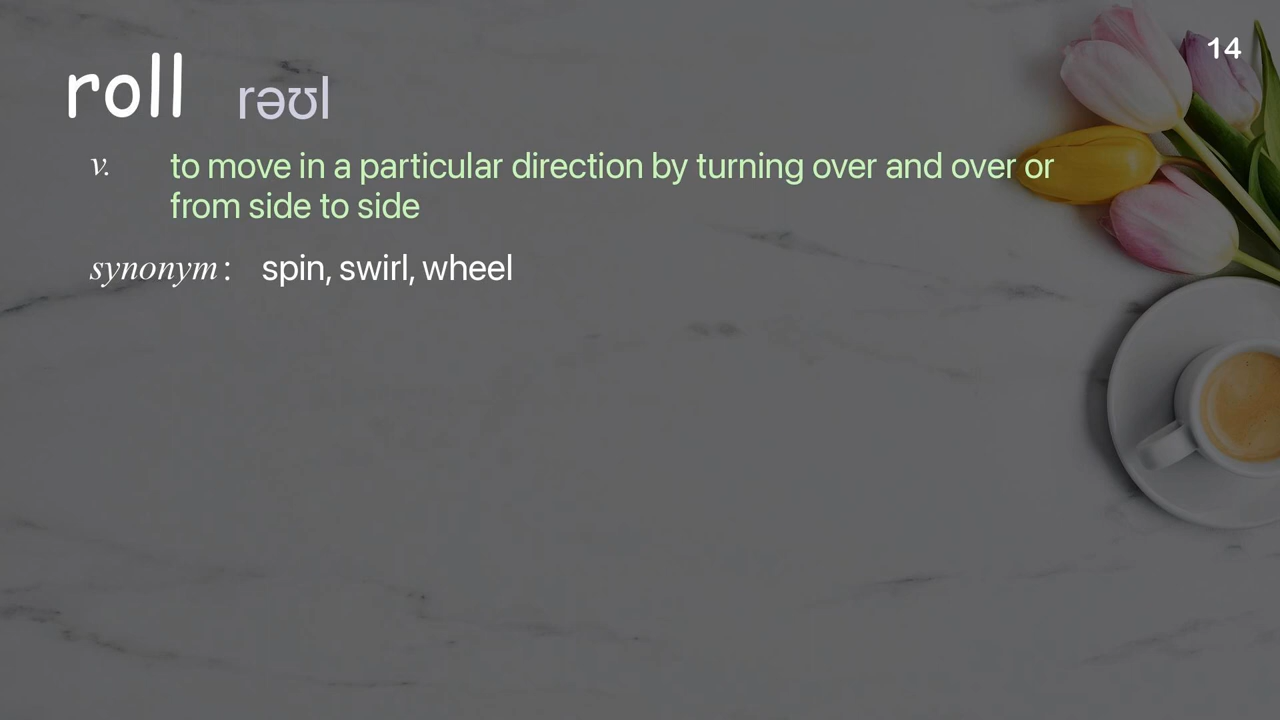 14
roll rəʊl
v. to move in a particular direction by turning over and over or
from side to side
synonym: spin, swirl, wheel